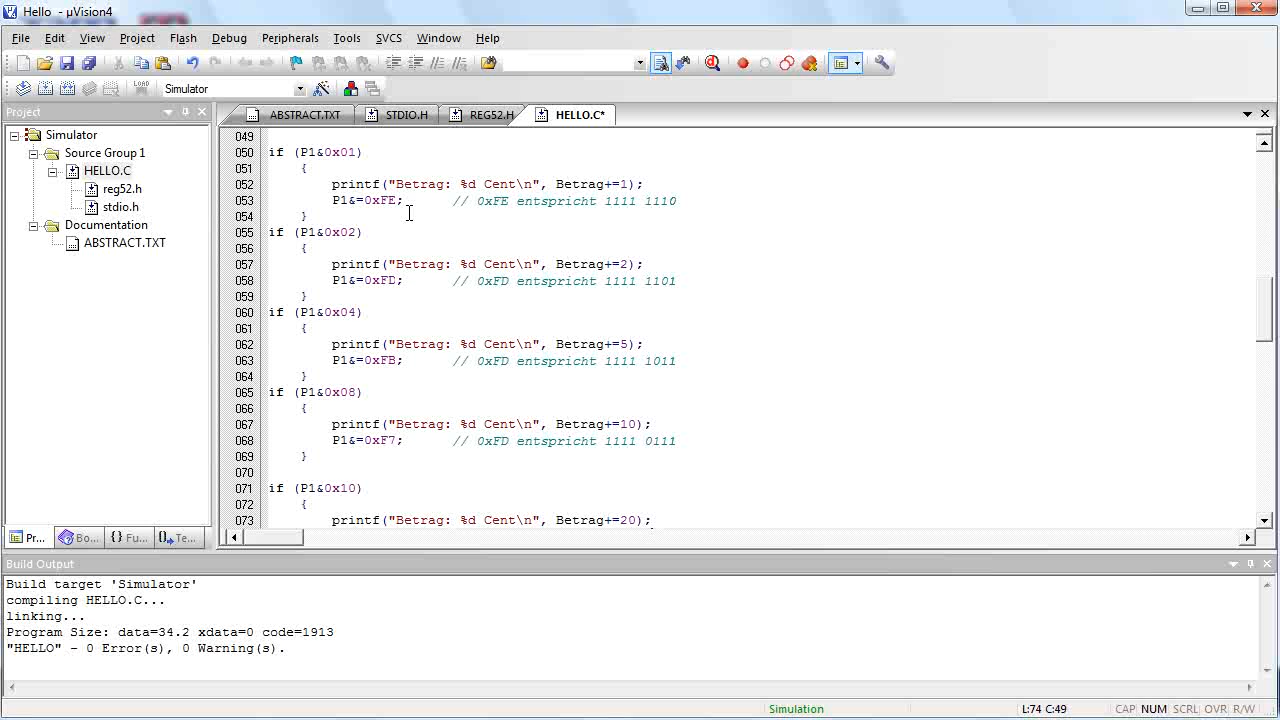 Hello - µVision4
File Edit View Project Flash Debug Peripherals Tools SVCS Window Help
LOAD Simulator
Project
ABSTRACT.TXT STDIO.H REG52.H HELLO.C*
Simulator
Source Group 1
HELLO.C
reg52.h
stdio.h
Documentation
ABSTRACT.TXT
Pr... Bo... {} Fu... Te...
049
050 if (P1&0x01)
051 {
052 printf("Betrag: %d Cent\n", Betrag+=1);
053 P1&=0xFE; // 0xFE entspricht 1111 1110
054 }
055 if (P1&0x02)
056 {
057 printf("Betrag: %d Cent\n", Betrag+=2);
058 P1&=0xFD; // 0xFD entspricht 1111 1101
059 }
060 if (P1&0x04)
061 {
062 printf("Betrag: %d Cent\n", Betrag+=5);
063 P1&=0xFB; // 0xFD entspricht 1111 1011
064 }
065 if (P1&0x08)
066 {
067 printf("Betrag: %d Cent\n", Betrag+=10);
068 P1&=0xF7; // 0xFD entspricht 1111 0111
069 }
070
071 if (P1&0x10)
072 {
073 printf("Betrag: %d Cent\n", Betrag+=20);
Build Output
Build target 'Simulator'
compiling HELLO.C...
linking...
Program Size: data=34.2 xdata=0 code=1913
"HELLO" - 0 Error(s), 0 Warning(s).
Simulation L:74 C:49 CAP NUM SCRL OVR R/W